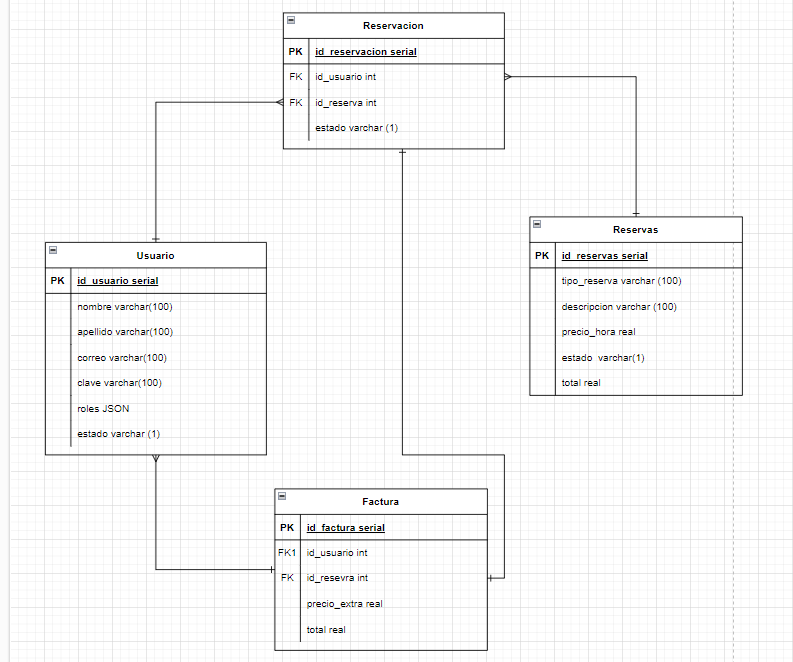 Reservacion
PK id_reservacion serial
FK id_usuario int
FK id_reserva int
estado varchar (1)
Reservas
PK id_reservas serial
tipo_reserva varchar (100)
descripcion varchar (100)
precio_hora real
estado varchar(1)
total real
Usuario
PK id_usuario serial
nombre varchar(100)
apellido varchar(100)
correo varchar(100)
clave varchar(100)
roles JSON
estado varchar (1)
Factura
PK id_factura serial
FK1 id_usuario int
FK id_resevra int
precio_extra real
total real